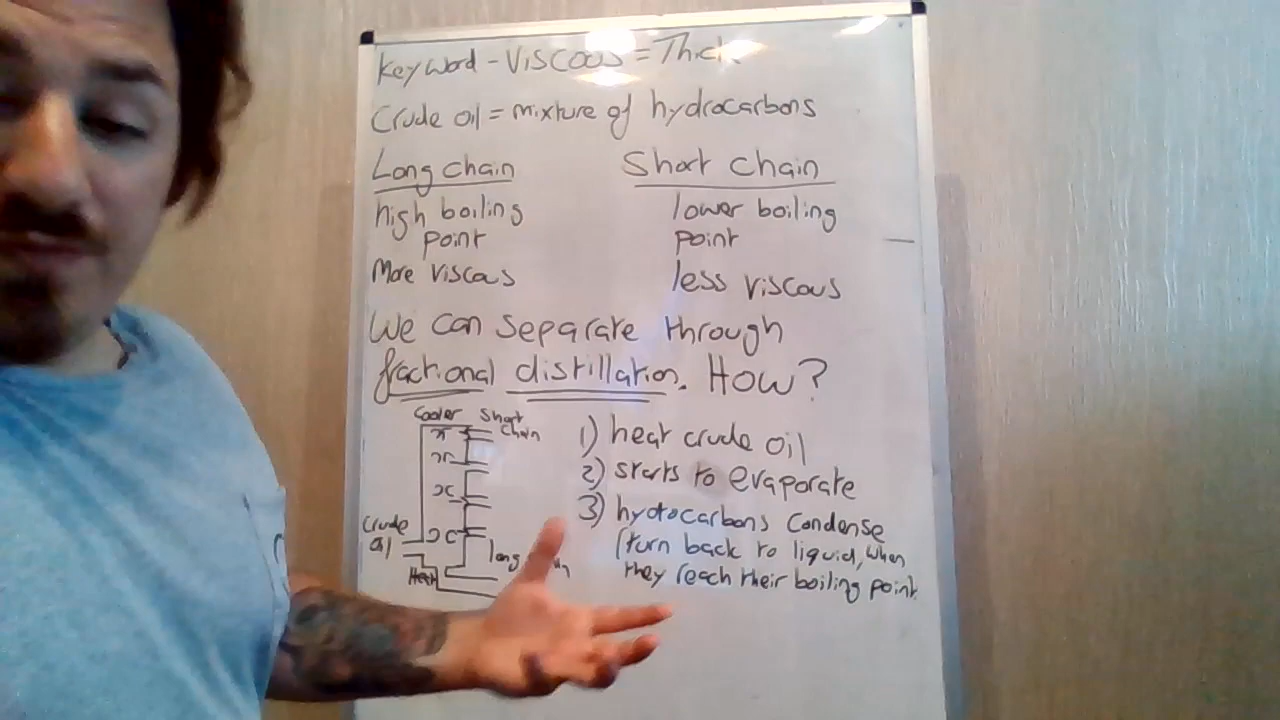 Keyword - Viscous = Thick
Crude oil = mixture of hydrocarbons
Long chain
Short chain
high boiling
point
lower boiling
point
More viscous
less viscous
We can separate through
fractional distillation. How?
Cooler
Short
chain
Crude
oil
Heat
long
1) heat crude oil
2) starts to evaporate
3) hydrocarbons condense
(turn back to liquid, when
they reach their boiling point